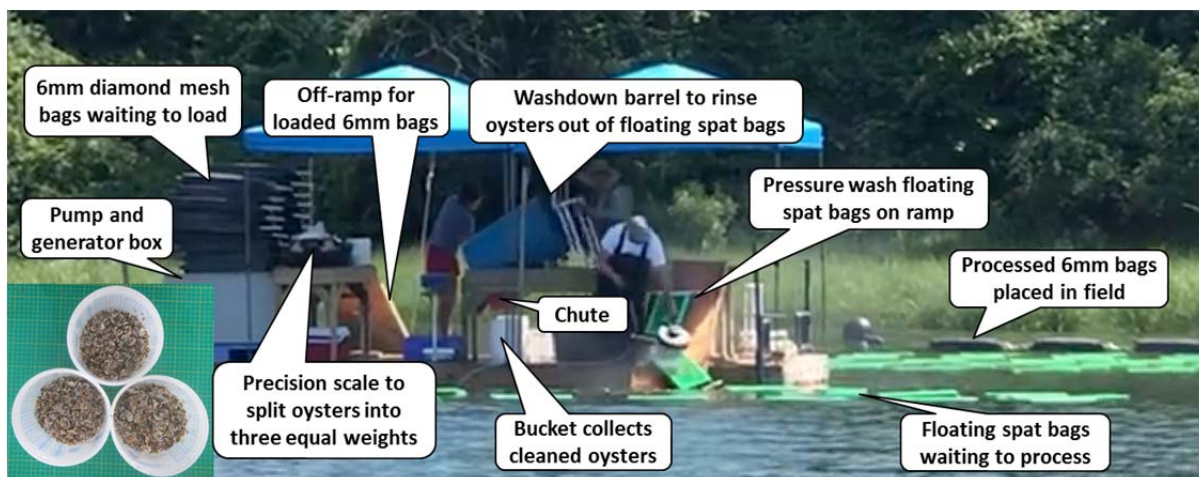 6mm diamond mesh
bags waiting to load
Off-ramp for
loaded 6mm bags
Washdown barrel to rinse
oysters out of floating spat bags
Pressure wash floating
spat bags on ramp
Pump and
generator box
Processed 6mm bags
placed in field
Chute
Precision scale to
split oysters into
three equal weights
Bucket collects
cleaned oysters
Floating spat bags
waiting to process